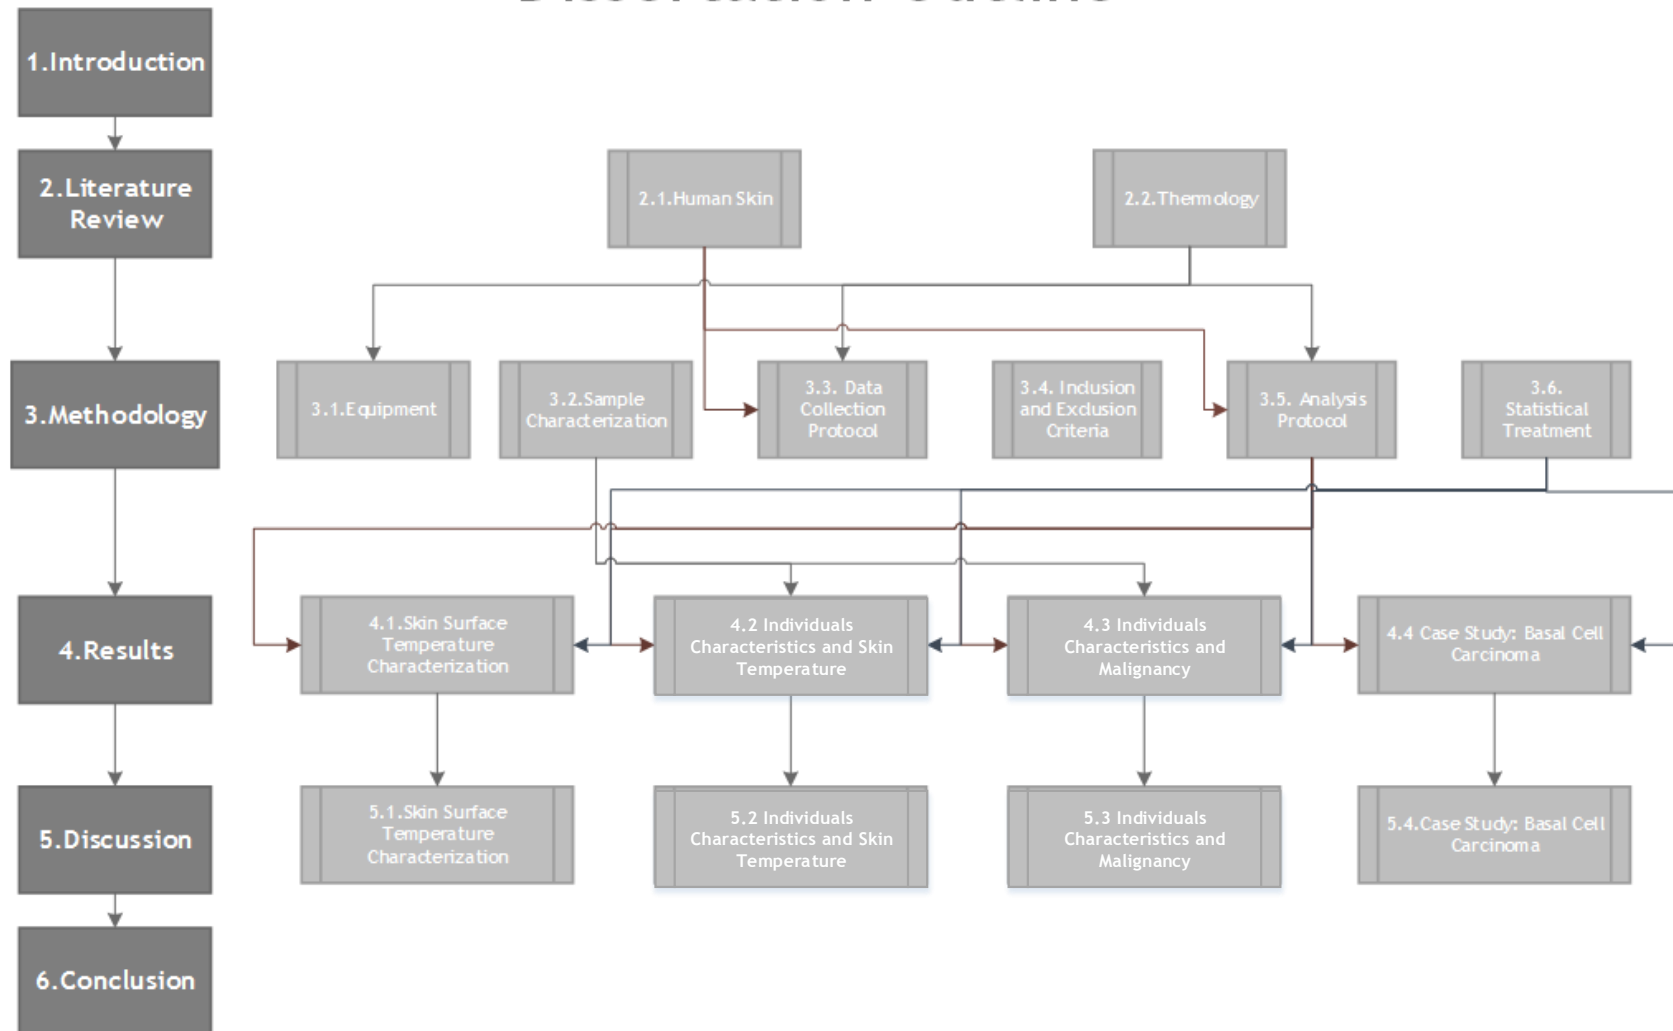 1.Introduction
2.Literature
Review
2.1.Human Skin
2.2.Thermology
3.Methodology
3.1.Equipment
3.2.Sample
Characterization
3.3. Data
Collection
Protocol
3.4. Inclusion
and Exclusion
Criteria
3.5. Analysis
Protocol
3.6.
Statistical
Treatment
4.Results
4.1.Skin Surface
Temperature
Characterization
4.2 Individuals
Characteristics and Skin
Temperature
4.3 Individuals
Characteristics and
Malignancy
4.4 Case Study: Basal Cell
Carcinoma
5.Discussion
5.1.Skin Surface
Temperature
Characterization
5.2 Individuals
Characteristics and Skin
Temperature
5.3 Individuals
Characteristics and
Malignancy
5.4.Case Study: Basal Cell
Carcinoma
6.Conclusion